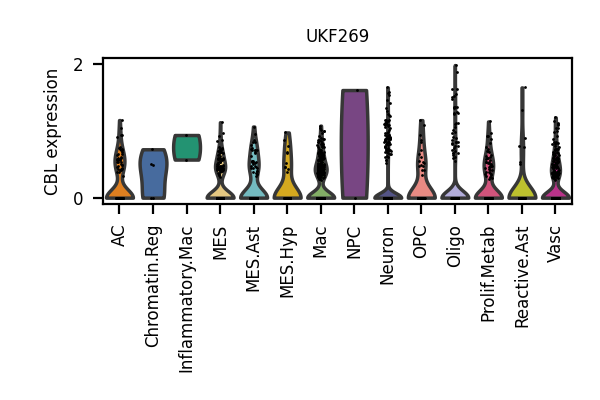 UKF269
CBL expression
2
0
AC
Chromatin.Reg
Inflammatory.Mac
MES
MES.Ast
MES.Hyp
Mac
NPC
Neuron
OPC
Oligo
Prolif.Metab
Reactive.Ast
Vasc